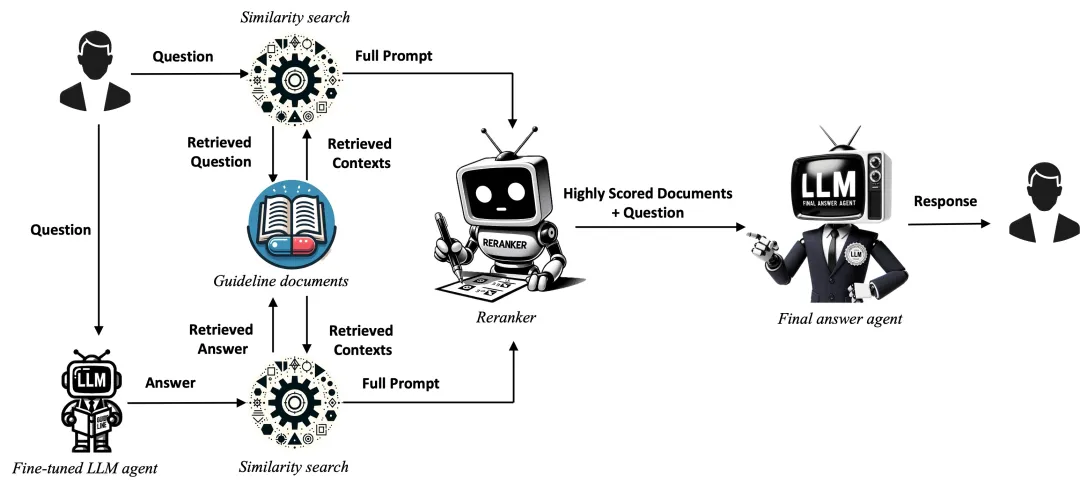 Similarity search
Question
Full Prompt
Retrieved
Question
Retrieved
Contexts
Question
RERANKER
Highly Scored Documents
+ Question
LLM
FINAL ANSWER AGENT
LLM
Response
Guideline documents
Reranker
Final answer agent
Retrieved
Answer
Retrieved
Contexts
LLM
GUIDE
LINE
Answer
Full Prompt
Fine-tuned LLM agent
Similarity search